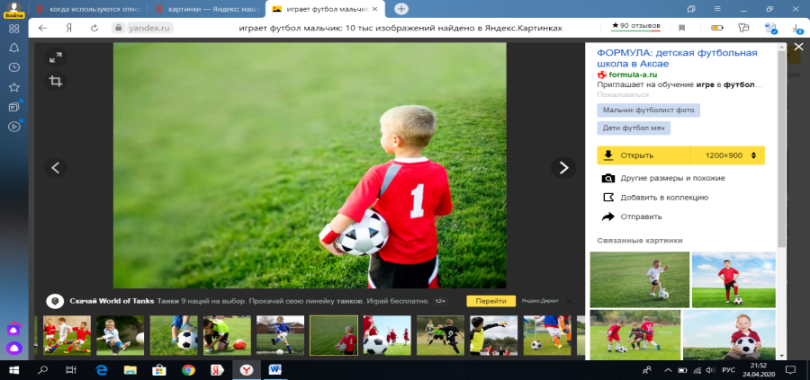 когда используются отно
картинки — Яндекс: наш
играет футбол мальчик
Войти
yandex.ru
играет футбол мальчик: 10 тыс изображений найдено в Яндекс.Картинках
90 отзывов
1
ФОРМУЛА: детская футбольная
школа в Аксае
formula-a.ru
Приглашает на обучение игре в футбол...
Пожаловаться
Мальчик футболист фото
Дети футбол мяч
Открыть
1200×900
Другие размеры и похожие
Добавить в коллекцию
Отправить
Связанные картинки
Скачай World of Tanks Танки 9 наций на выбор. Прокачай свою линейку танков. Играй бесплатно. 12+
Перейти
Яндекс.Директ
РУС
21:52
24.04.2020